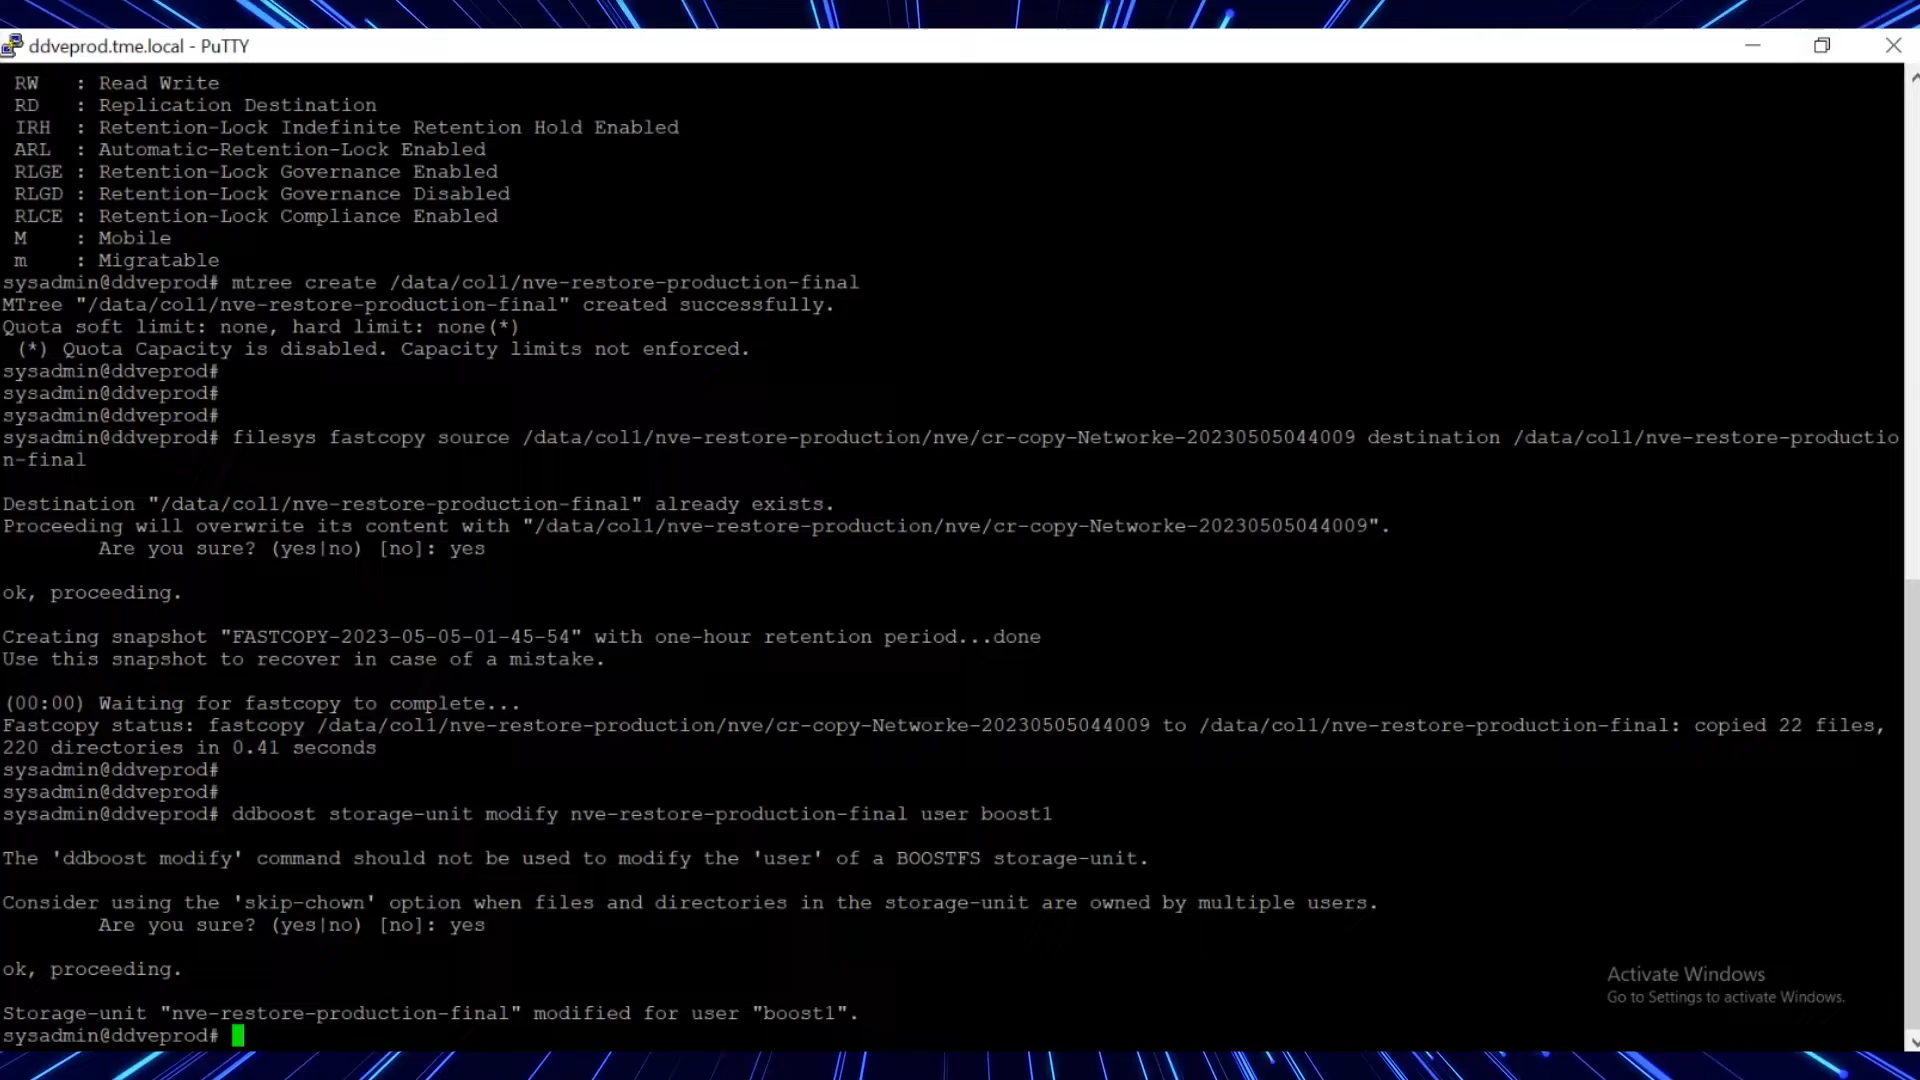 ddveprod.tme.local - PuTTY
RW   : Read Write
RD   : Replication Destination
IRH  : Retention-Lock Indefinite Retention Hold Enabled
ARL  : Automatic-Retention-Lock Enabled
RLGE : Retention-Lock Governance Enabled
RLGD : Retention-Lock Governance Disabled
RLCE : Retention-Lock Compliance Enabled
M    : Mobile
m    : Migratable
sysadmin@ddveprod# mtree create /data/col1/nve-restore-production-final
MTree "/data/col1/nve-restore-production-final" created successfully.
Quota soft limit: none, hard limit: none(*)
(*) Quota Capacity is disabled. Capacity limits not enforced.
sysadmin@ddveprod#
sysadmin@ddveprod#
sysadmin@ddveprod#
sysadmin@ddveprod# filesys fastcopy source /data/col1/nve-restore-production/nve/cr-copy-Networke-20230505044009 destination /data/col1/nve-restore-productio
n-final
Destination "/data/col1/nve-restore-production-final" already exists.
Proceeding will overwrite its content with "/data/col1/nve-restore-production/nve/cr-copy-Networke-20230505044009".
Are you sure? (yes|no) [no]: yes
ok, proceeding.
Creating snapshot "FASTCOPY-2023-05-05-01-45-54" with one-hour retention period...done
Use this snapshot to recover in case of a mistake.
(00:00) Waiting for fastcopy to complete...
Fastcopy status: fastcopy /data/col1/nve-restore-production/nve/cr-copy-Networke-20230505044009 to /data/col1/nve-restore-production-final: copied 22 files,
220 directories in 0.41 seconds
sysadmin@ddveprod#
sysadmin@ddveprod#
sysadmin@ddveprod# ddboost storage-unit modify nve-restore-production-final user boost1
The 'ddboost modify' command should not be used to modify the 'user' of a BOOSTFS storage-unit.
Consider using the 'skip-chown' option when files and directories in the storage-unit are owned by multiple users.
Are you sure? (yes|no) [no]: yes
ok, proceeding.
Storage-unit "nve-restore-production-final" modified for user "boost1".
sysadmin@ddveprod#
Activate Windows
Go to Settings to activate Windows.